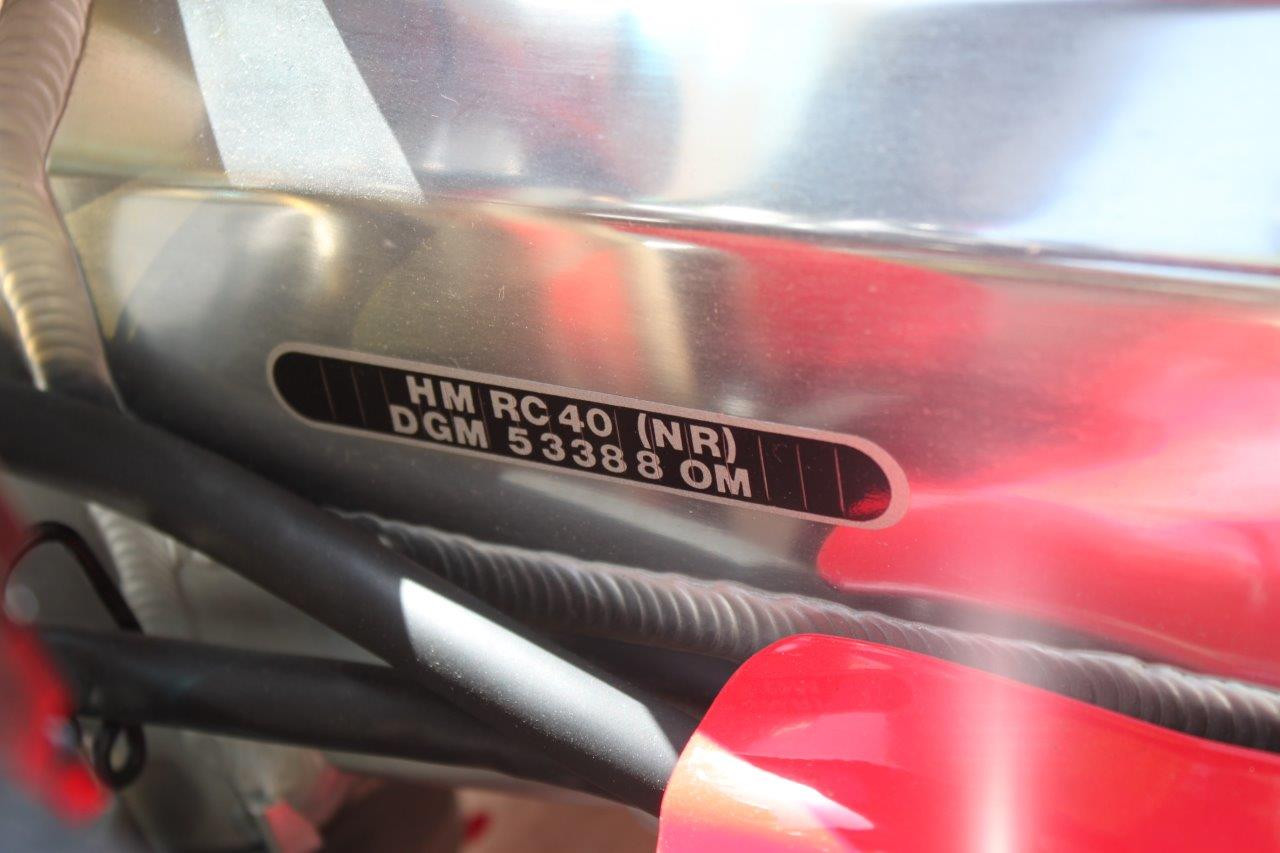 HM RC40 (NR)
DGM 53388 OM